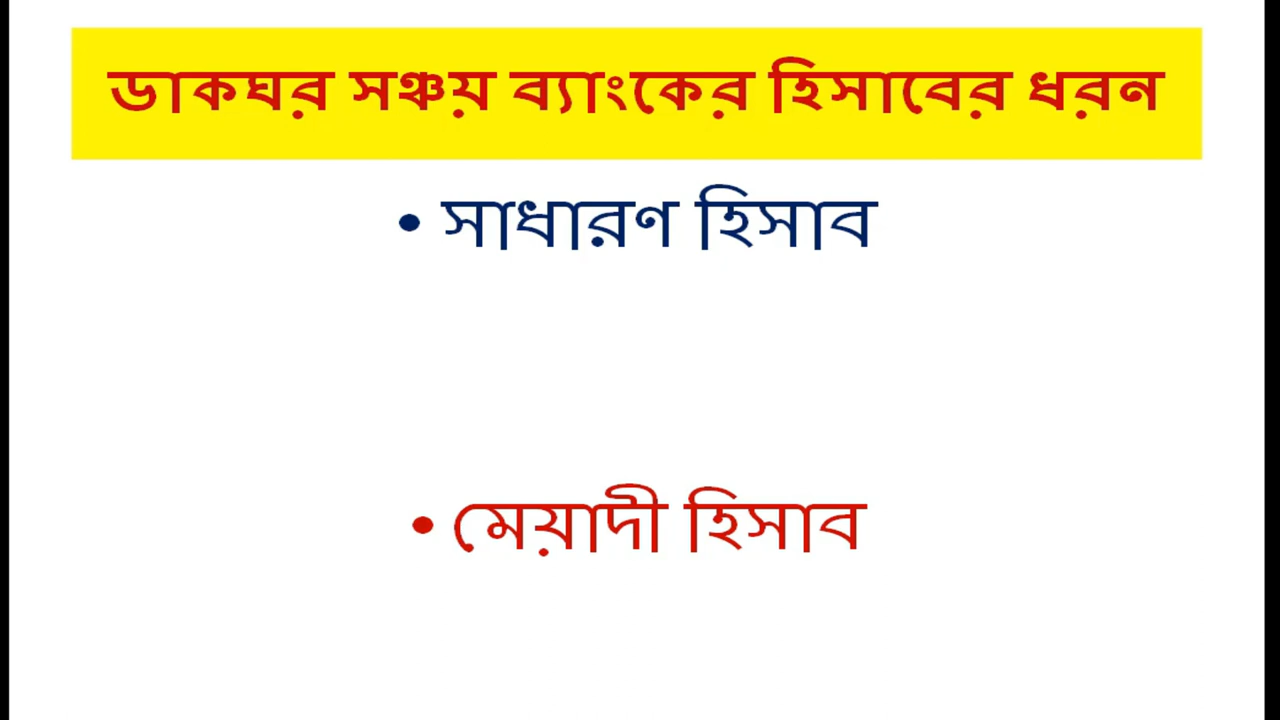 ডাকঘর সঞ্চয় ব্যাংকের হিসাবের ধরন
• সাধারণ হিসাব
• মেয়াদী হিসাব